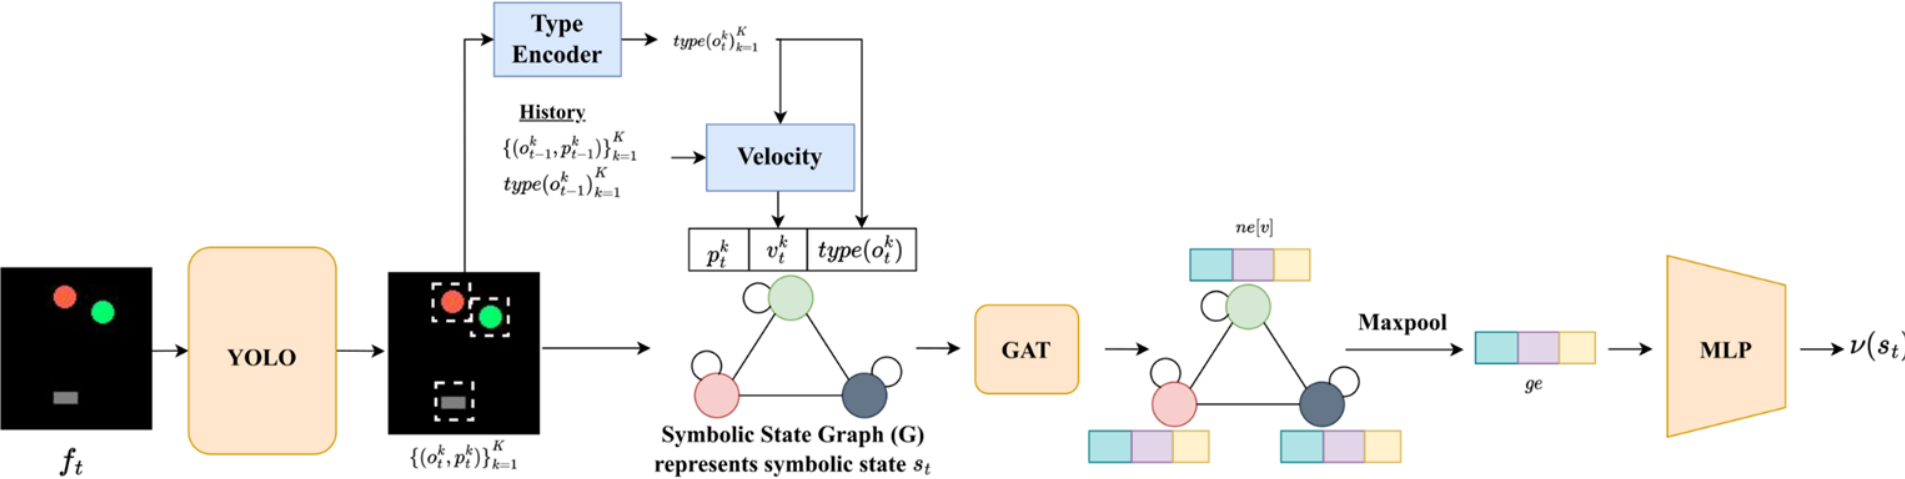 Type
Encoder
type(o_t^k)_{k=1}^K
History
{(o_{t-1}^k, p_{t-1}^k)}_{k=1}^K
type(o_{t-1}^k)_{k=1}^K
Velocity
p_t^k v_t^k type(o_t^k)
f_t
YOLO
{(o_t^k, p_t^k)}_{k=1}^K
Symbolic State Graph (G)
represents symbolic state s_t
GAT
ne[v]
Maxpool
ge
MLP
ν(s_t)